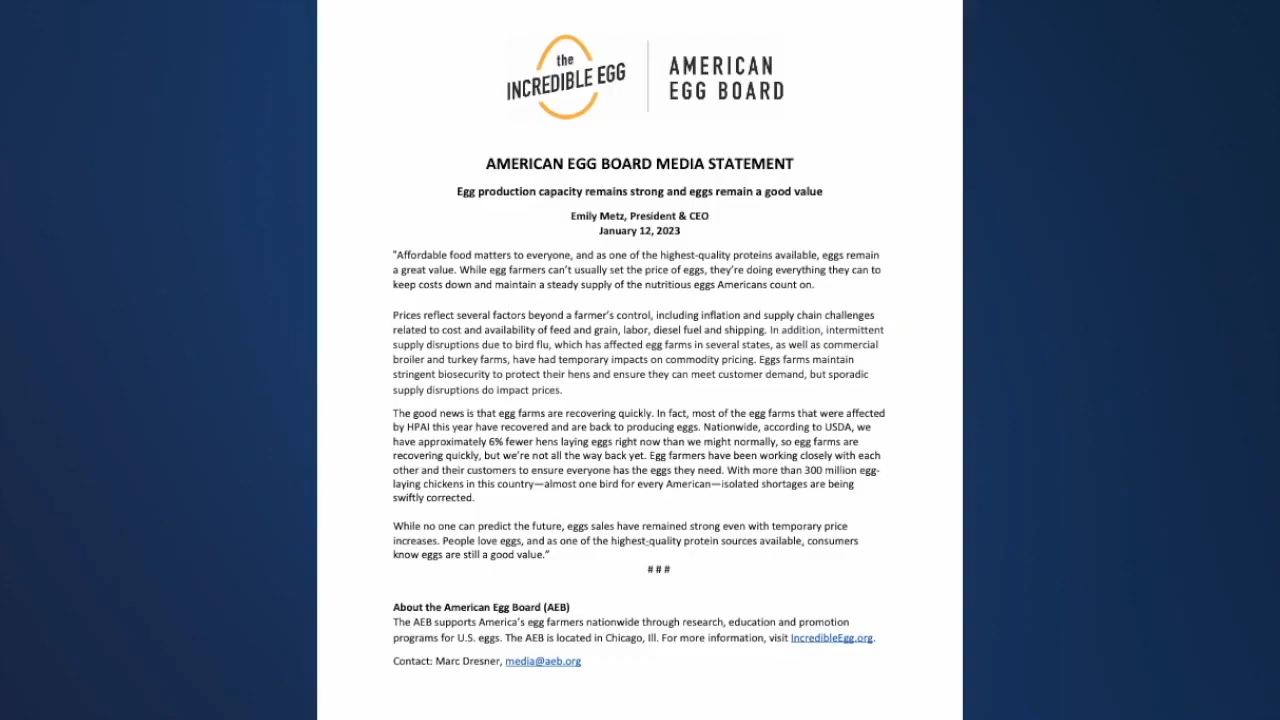 the
INCREDIBLE EGG
AMERICAN
EGG BOARD
AMERICAN EGG BOARD MEDIA STATEMENT
Egg production capacity remains strong and eggs remain a good value
Emily Metz, President & CEO
January 12, 2023
"Affordable food matters to everyone, and as one of the highest-quality proteins available, eggs remain
a great value. While egg farmers can't usually set the price of eggs, they're doing everything they can to
keep costs down and maintain a steady supply of the nutritious eggs Americans count on.
Prices reflect several factors beyond a farmer's control, including inflation and supply chain challenges
related to cost and availability of feed and grain, labor, diesel fuel and shipping. In addition, intermittent
supply disruptions due to bird flu, which has affected egg farms in several states, as well as commercial
broiler and turkey farms, have had temporary impacts on commodity pricing. Eggs farms maintain
stringent biosecurity to protect their hens and ensure they can meet customer demand, but sporadic
supply disruptions do impact prices.
The good news is that egg farms are recovering quickly. In fact, most of the egg farms that were affected
by HPAI this year have recovered and are back to producing eggs. Nationwide, according to USDA, we
have approximately 6% fewer hens laying eggs right now than we might normally, so egg farms are
recovering quickly, but we're not all the way back yet. Egg farmers have been working closely with each
other and their customers to ensure everyone has the eggs they need. With more than 300 million egg-
laying chickens in this country—almost one bird for every American—isolated shortages are being
swiftly corrected.
While no one can predict the future, eggs sales have remained strong even with temporary price
increases. People love eggs, and as one of the highest-quality protein sources available, consumers
know eggs are still a good value."
# # #
About the American Egg Board (AEB)
The AEB supports America's egg farmers nationwide through research, education and promotion
programs for U.S. eggs. The AEB is located in Chicago, Ill. For more information, visit IncredibleEgg.org.
Contact: Marc Dresner, media@aeb.org